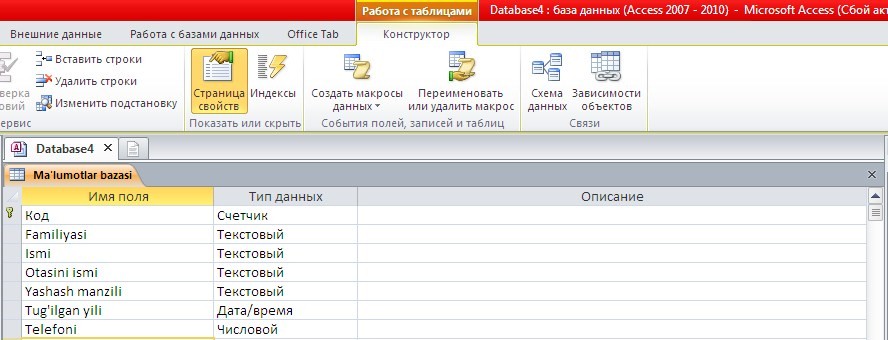 Работа с таблицами
Database4 : база данных (Access 2007 - 2010) - Microsoft Access (Сбой ак
Внешние данные
Работа с базами данных
Office Tab
Конструктор
Вставить строки
Удалить строки
Изменить подстановку
верка
овий
Страница свойств
Индексы
Создать макросы данных
Переименовать или удалить макрос
Схема данных
Зависимости объектов
ервис
Показать или скрыть
События полей, записей и таблиц
Связи
Database4
Ma'lumotlar bazasi
Имя поля Тип данных Описание
Код Счетчик
Familiyasi Текстовый
Ismi Текстовый
Otasini ismi Текстовый
Yashash manzili Текстовый
Tug'ilgan yili Дата/время
Telefoni Числовой